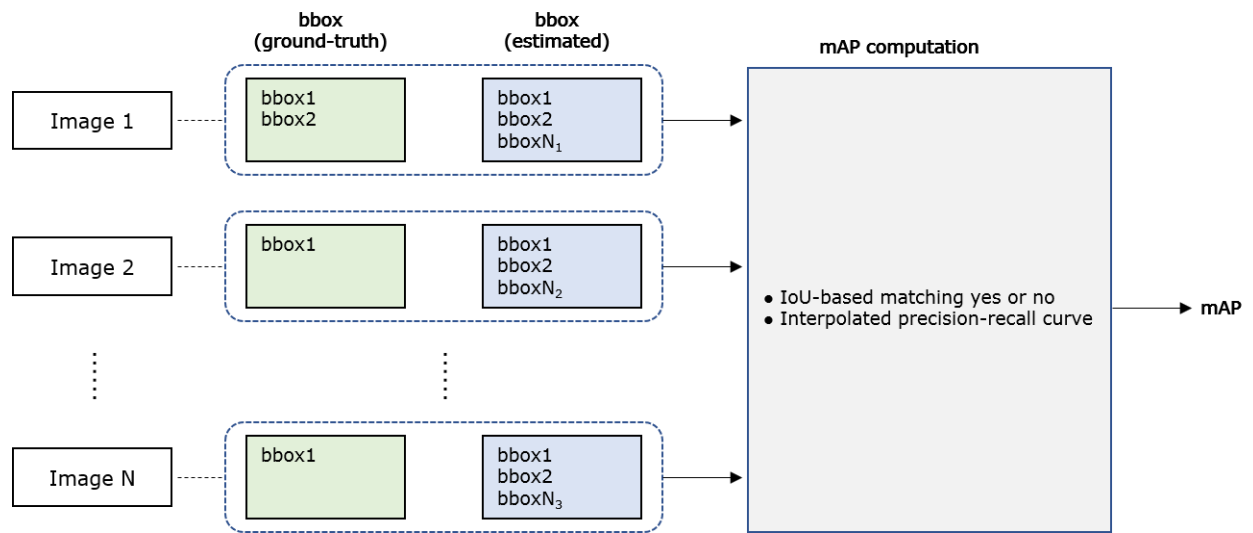 bbox
(ground-truth)
bbox
(estimated)
mAP computation
Image 1
bbox1
bbox2
bbox1
bbox2
bboxN₁
Image 2
bbox1
bbox1
bbox2
bboxN₂
● IoU-based matching yes or no
● Interpolated precision-recall curve
mAP
Image N
bbox1
bbox1
bbox2
bboxN₃